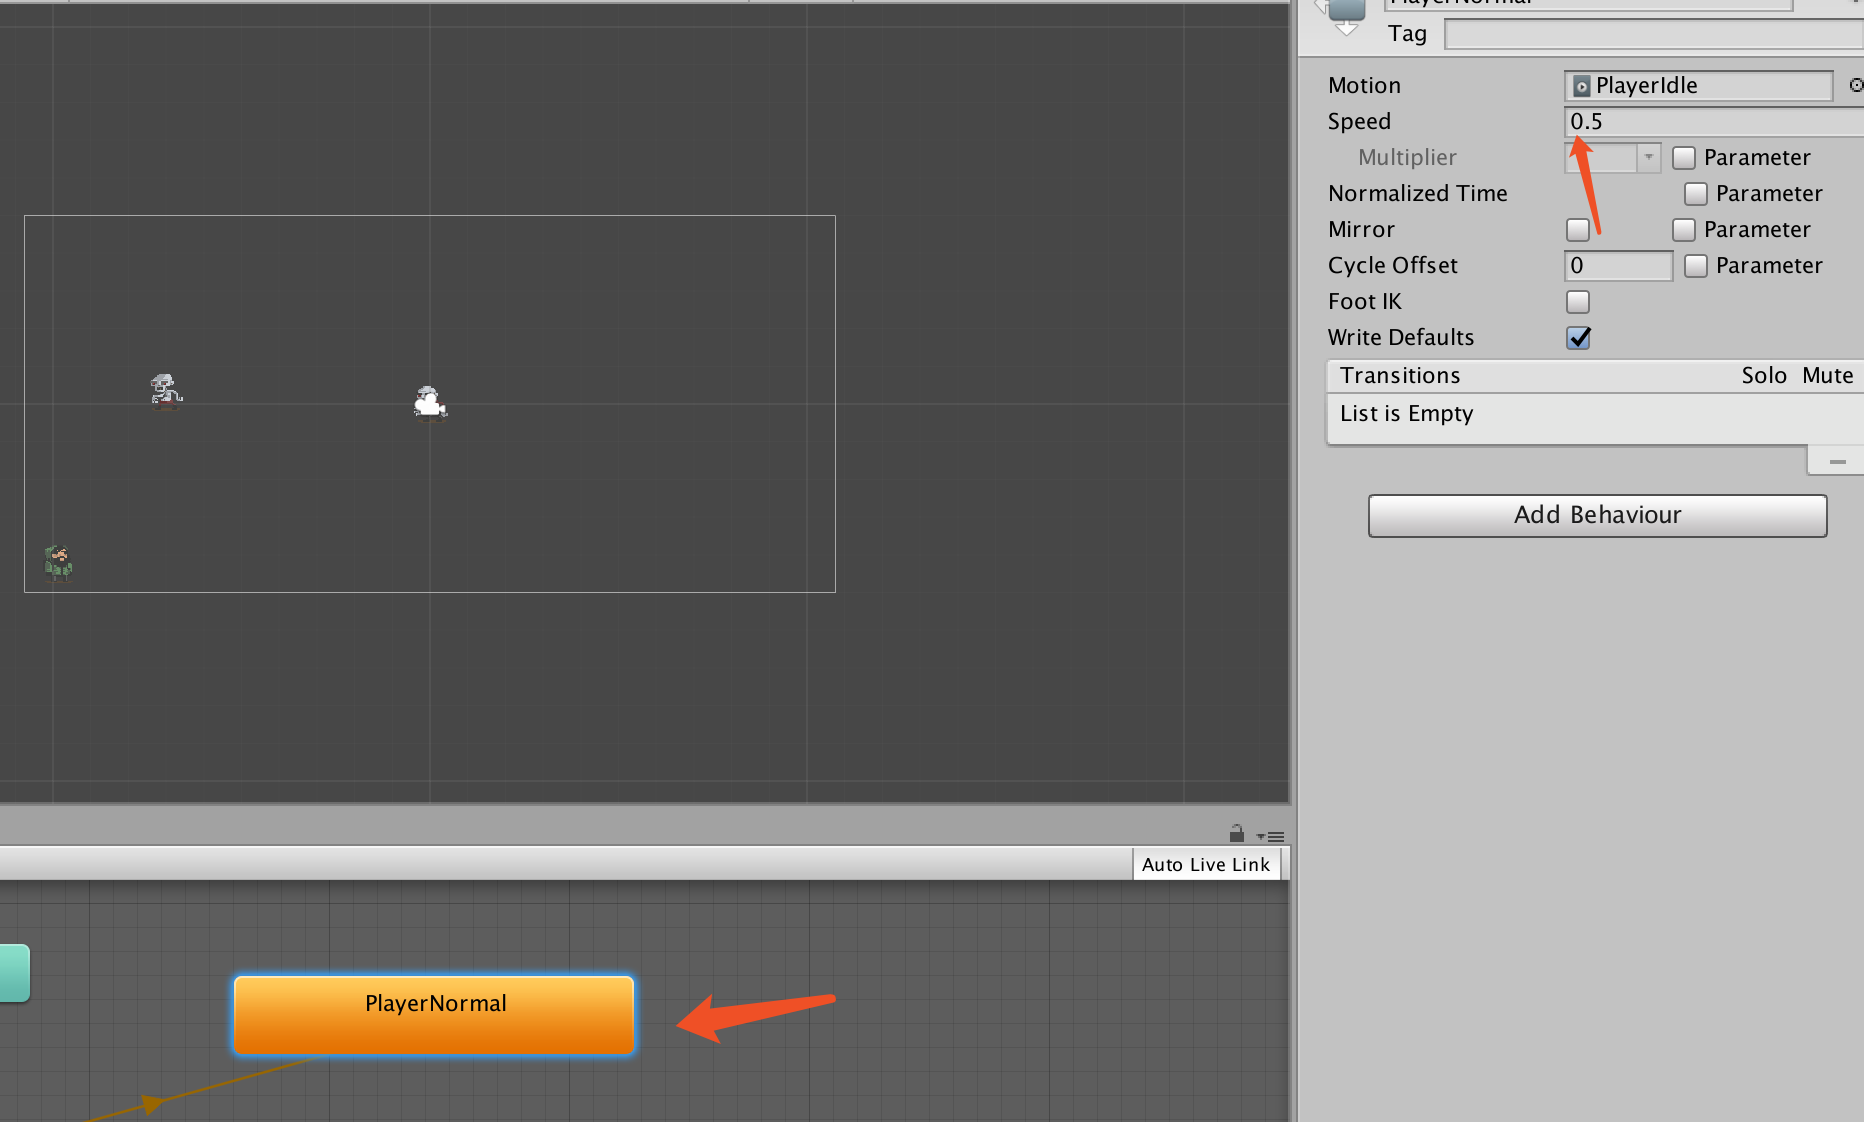 PlayerNormal
Tag
Motion PlayerIdle
Speed 0.5
Multiplier Parameter
Normalized Time Parameter
Mirror Parameter
Cycle Offset 0 Parameter
Foot IK
Write Defaults
Transitions Solo Mute
List is Empty
Add Behaviour
Auto Live Link
PlayerNormal